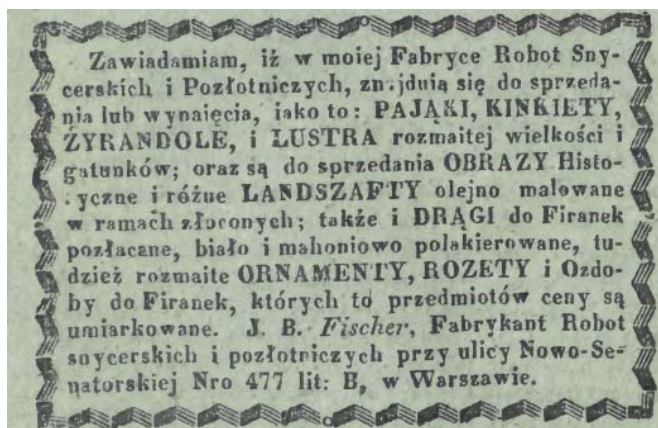 Zawiadamiam, iż w moiej Fabryce Robot Sny-
cerskich i Pozłotniczych, znajduią się do sprzeda-
nia lub wynaięcia, iako to: PAJĄKI, KINKIETY,
ŻYRANDOLE, i LUSTRA rozmaitej wielkości i
gatunków; oraz są do sprzedania OBRAZY Histo-
ryczne i różne LANDSZAFTY olejno malowane
w ramach złoconych; także i DRĄGI do Firanek
pozłacane, biało i mahoniowo polakierowane, tu-
dzież rozmaite ORNAMENTY, ROZETY i Ozdo-
by do Firanek, których to przedmiotów ceny są
umiarkowane. J. B. Fischer, Fabrykant Robot
snycerskich i pozłotniczych przy ulicy Nowo-Se-
natorskiej Nro 477 lit: B, w Warszawie.